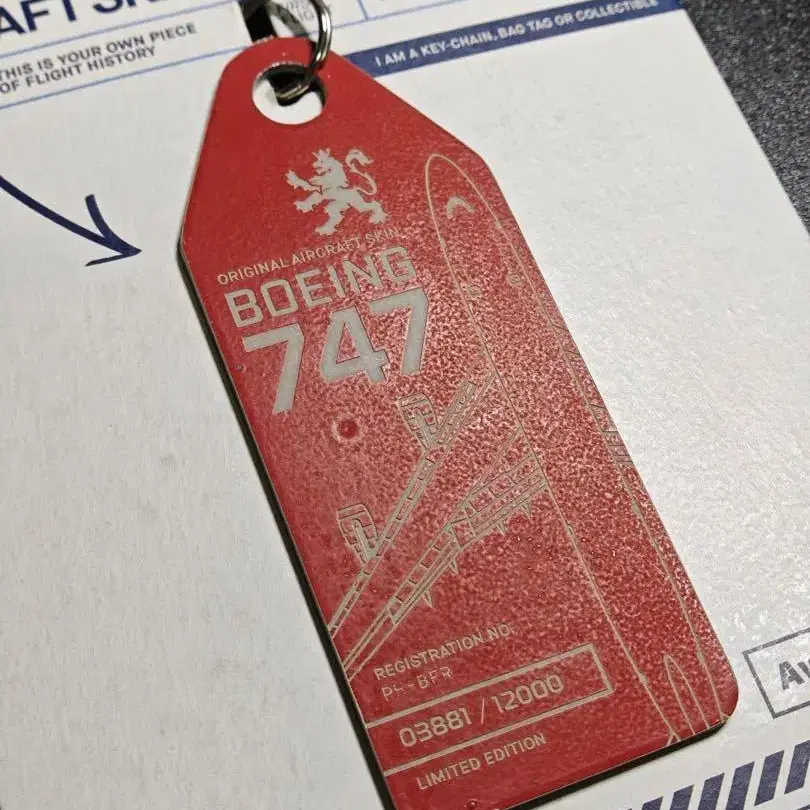 THIS IS YOUR OWN PIECE
OF FLIGHT HISTORY
I AM A KEY-CHAIN, BAG TAG OR COLLECTIBLE
ORIGINAL AIRCRAFT SKIN
BOEING
747
REGISTRATION NO.
PH-BFR
03881 / 12000
LIMITED EDITION